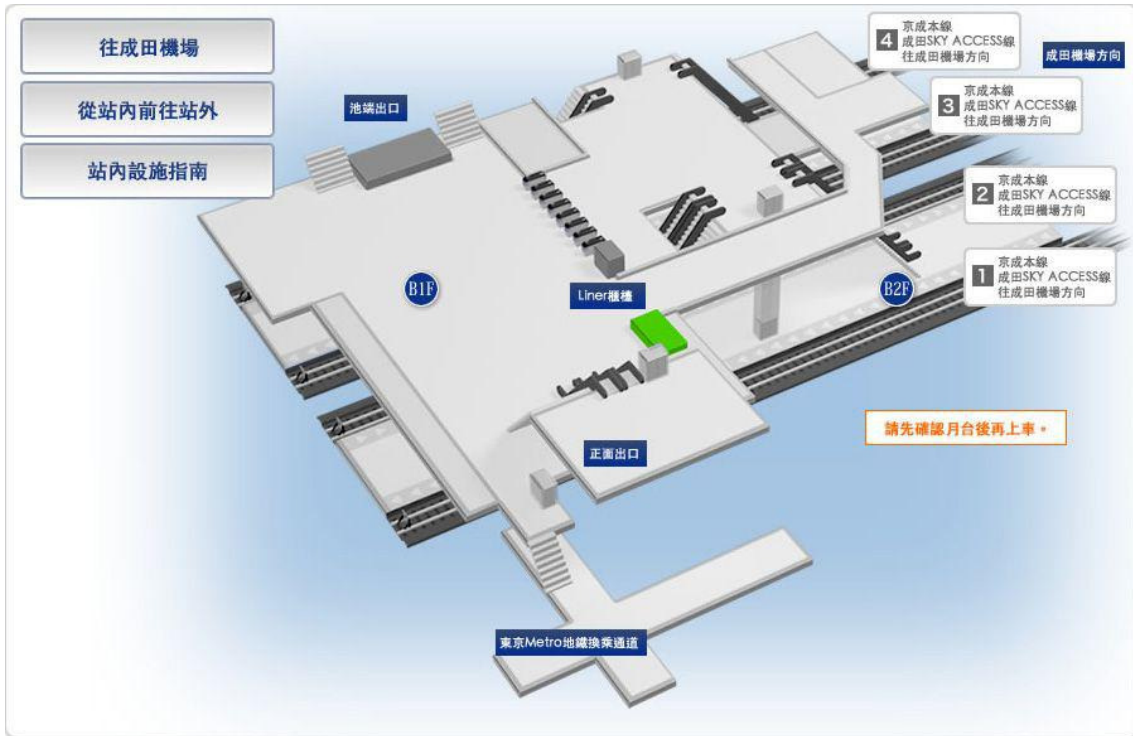 往成田機場
從站內前往站外
站內設施指南
池端出口
4
京成本線
成田SKY ACCESS線
往成田機場方向
成田機場方向
3
京成本線
成田SKY ACCESS線
往成田機場方向
2
京成本線
成田SKY ACCESS線
往成田機場方向
1
京成本線
成田SKY ACCESS線
往成田機場方向
B1F
Liner櫃檯
B2F
請先確認月台後再上車。
正面出口
東京Metro地鐵換乘通道